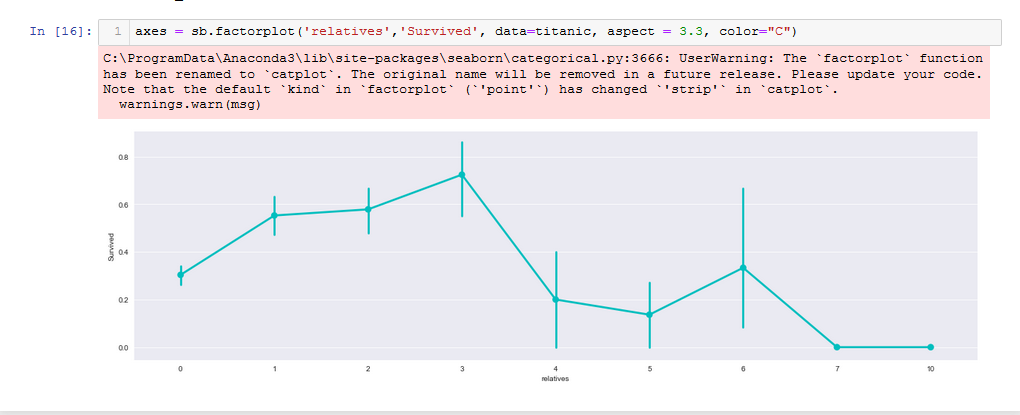 In [16]: 1 axes = sb.factorplot('relatives','Survived', data=titanic, aspect = 3.3, color="C")
C:\ProgramData\Anaconda3\lib\site-packages\seaborn\categorical.py:3666: UserWarning: The `factorplot` function
has been renamed to `catplot`. The original name will be removed in a future release. Please update your code.
Note that the default `kind` in `factorplot` (`'point'`) has changed `'strip'` in `catplot`.
warnings.warn(msg)
0.8
0.6
0.4
0.2
0.0
Survived
0 1 2 3 4 5 6 7 10
relatives